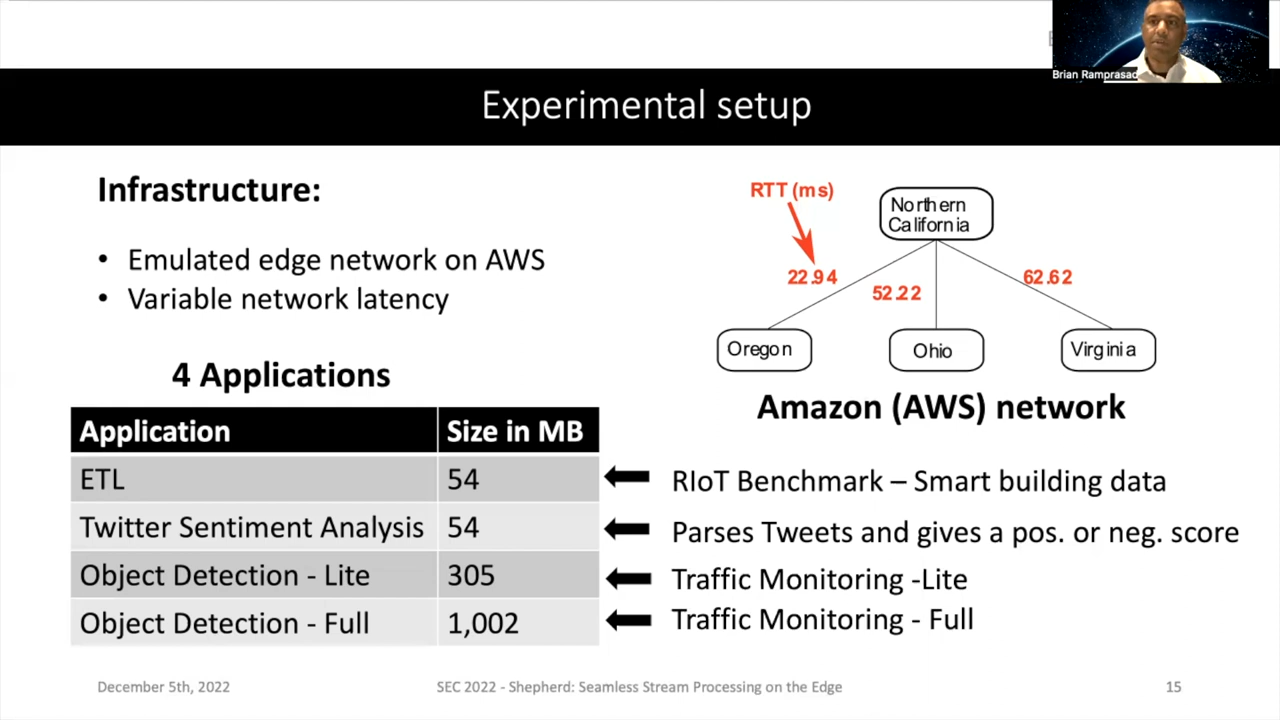 Brian Ramprasad
Experimental setup
Infrastructure:
• Emulated edge network on AWS
• Variable network latency
RTT (ms)
Northern
California
22.94
52.22
62.62
Oregon
Ohio
Virginia
Amazon (AWS) network
4 Applications
Application Size in MB
ETL 54
RIoT Benchmark – Smart building data
Twitter Sentiment Analysis 54
Parses Tweets and gives a pos. or neg. score
Object Detection - Lite 305
Traffic Monitoring -Lite
Object Detection - Full 1,002
Traffic Monitoring - Full
December 5th, 2022
SEC 2022 - Shepherd: Seamless Stream Processing on the Edge
15